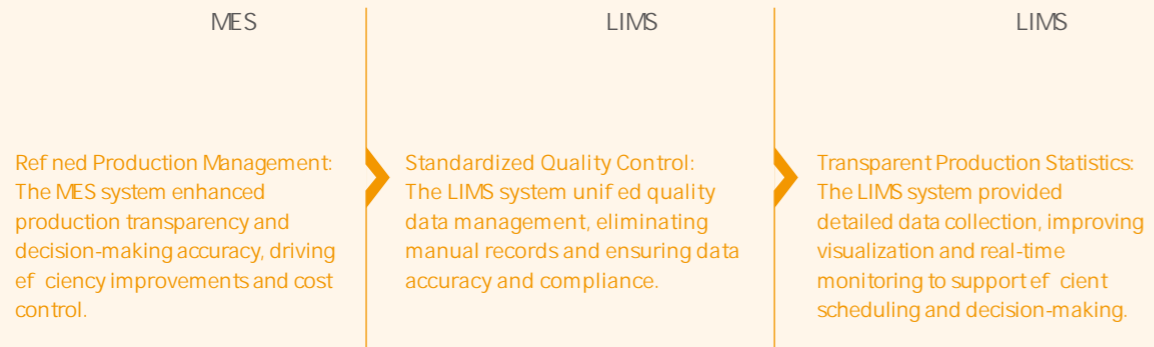 MES
Ref ned Production Management:
The MES system enhanced
production transparency and
decision-making accuracy, driving
ef ciency improvements and cost
control.
LIMS
Standardized Quality Control:
The LIMS system unif ed quality
data management, eliminating
manual records and ensuring data
accuracy and compliance.
LIMS
Transparent Production Statistics:
The LIMS system provided
detailed data collection, improving
visualization and real-time
monitoring to support ef cient
scheduling and decision-making.